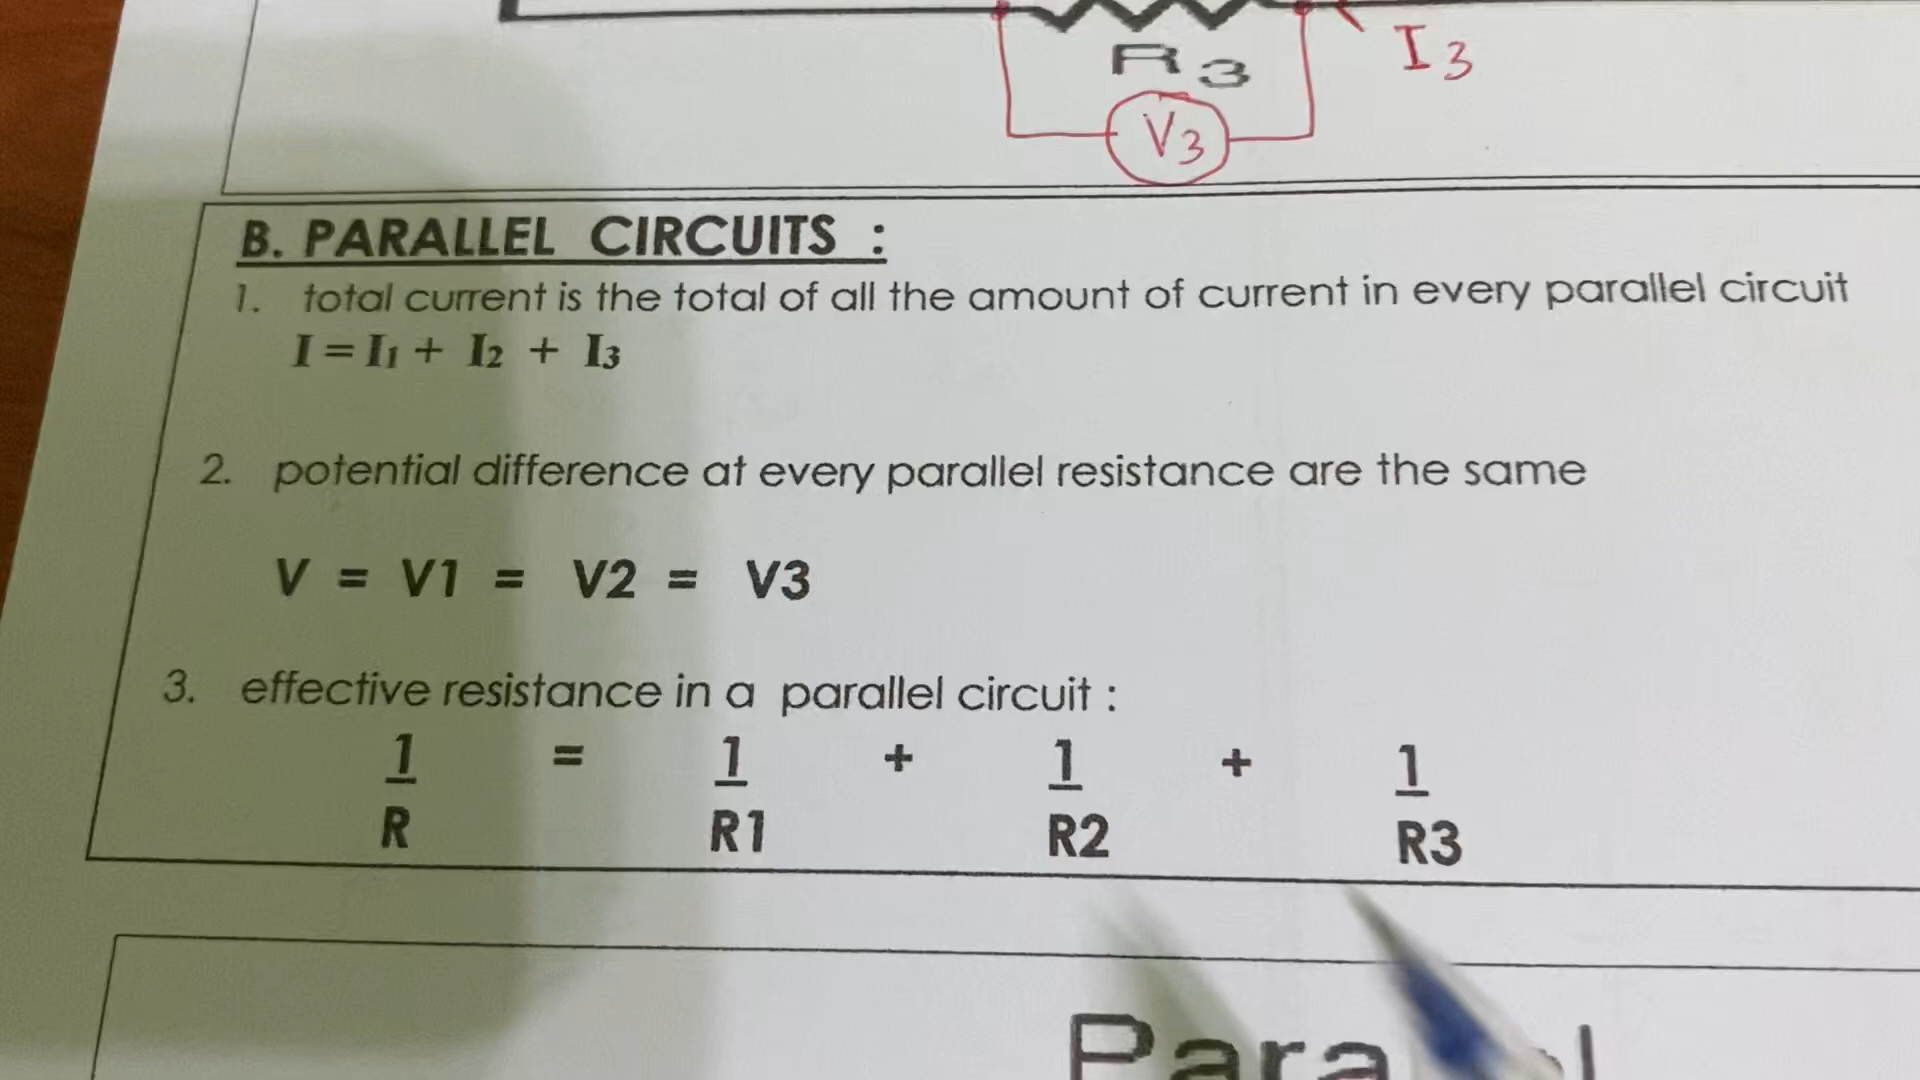 R3
I3
V3
B. PARALLEL CIRCUITS :
1. total current is the total of all the amount of current in every parallel circuit
I = I1 + I2 + I3
2. potential difference at every parallel resistance are the same
V = V1 = V2 = V3
3. effective resistance in a parallel circuit :
1 = 1 + 1 + 1
R R1 R2 R3